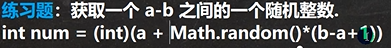 练习题：获取一个 a-b 之间的一个随机整数.
int num = (int)(a + Math.random()*(b-a+1))